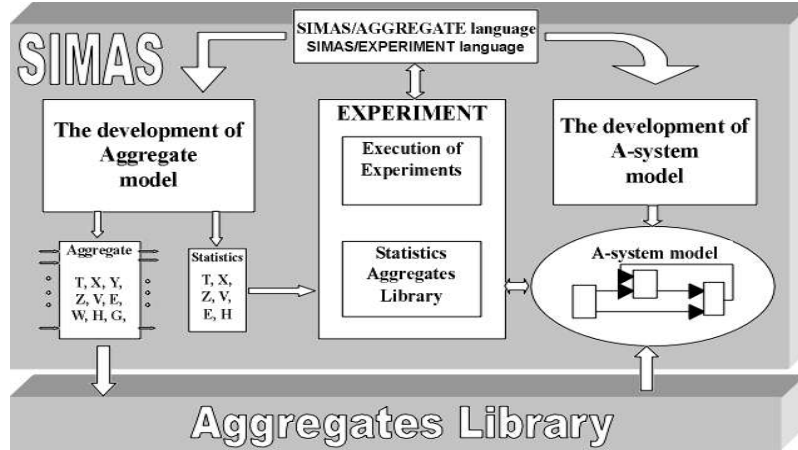 SIMAS/AGGREGATE language
SIMAS/EXPERIMENT language
SIMAS
The development of
Aggregate
model
EXPERIMENT
Execution of
Experiments
Statistics
Aggregates
Library
The development of
A-system
model
Aggregate
T, X, Y,
Z, V, E,
W, H, G,
Statistics
T, X,
Z, V,
E, H
A-system model
Aggregates Library